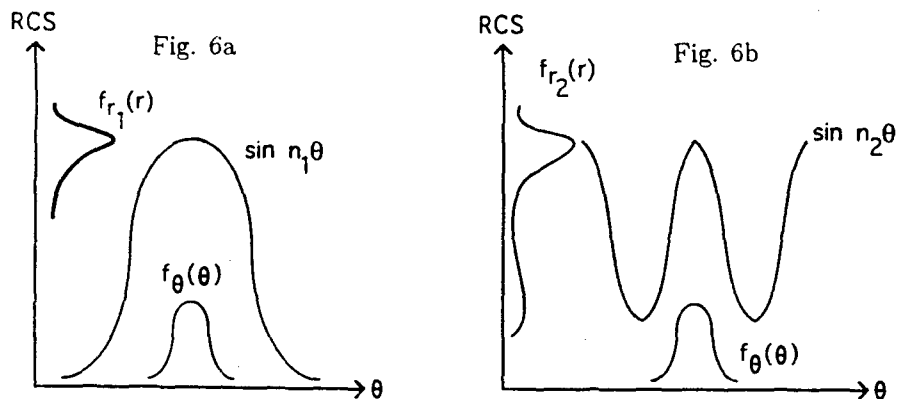 RCS
Fig. 6a
f_{r_1}(r)
sin n_1θ
f_θ(θ)
θ
RCS
Fig. 6b
f_{r_2}(r)
sin n_2θ
f_θ(θ)
θ